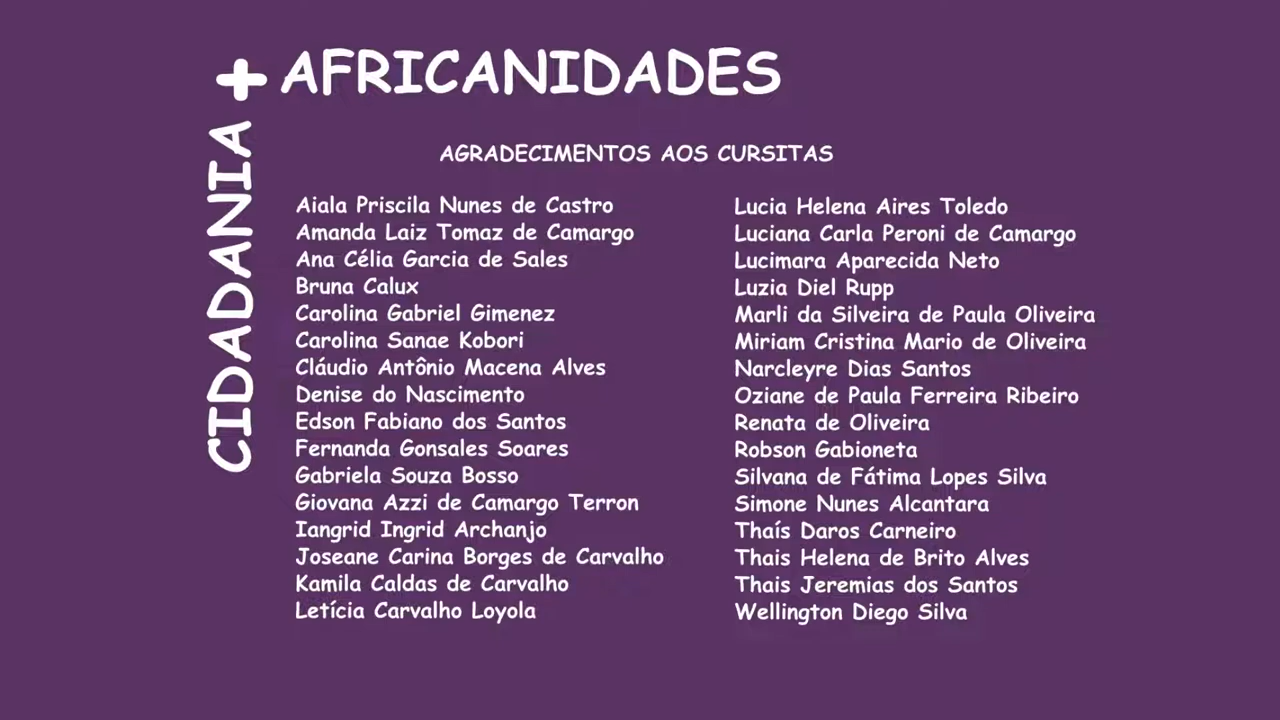 + AFRICANIDADES
CIDADANIA
AGRADECIMENTOS AOS CURSITAS
Aiala Priscila Nunes de Castro
Amanda Laiz Tomaz de Camargo
Ana Célia Garcia de Sales
Bruna Calux
Carolina Gabriel Gimenez
Carolina Sanae Kobori
Cláudio Antônio Macena Alves
Denise do Nascimento
Edson Fabiano dos Santos
Fernanda Gonsales Soares
Gabriela Souza Bosso
Giovana Azzi de Camargo Terron
Iangrid Ingrid Archanjo
Joseane Carina Borges de Carvalho
Kamila Caldas de Carvalho
Letícia Carvalho Loyola
Lucia Helena Aires Toledo
Luciana Carla Peroni de Camargo
Lucimara Aparecida Neto
Luzia Diel Rupp
Marli da Silveira de Paula Oliveira
Miriam Cristina Mario de Oliveira
Narcleyre Dias Santos
Oziane de Paula Ferreira Ribeiro
Renata de Oliveira
Robson Gabioneta
Silvana de Fátima Lopes Silva
Simone Nunes Alcantara
Thaís Daros Carneiro
Thais Helena de Brito Alves
Thais Jeremias dos Santos
Wellington Diego Silva